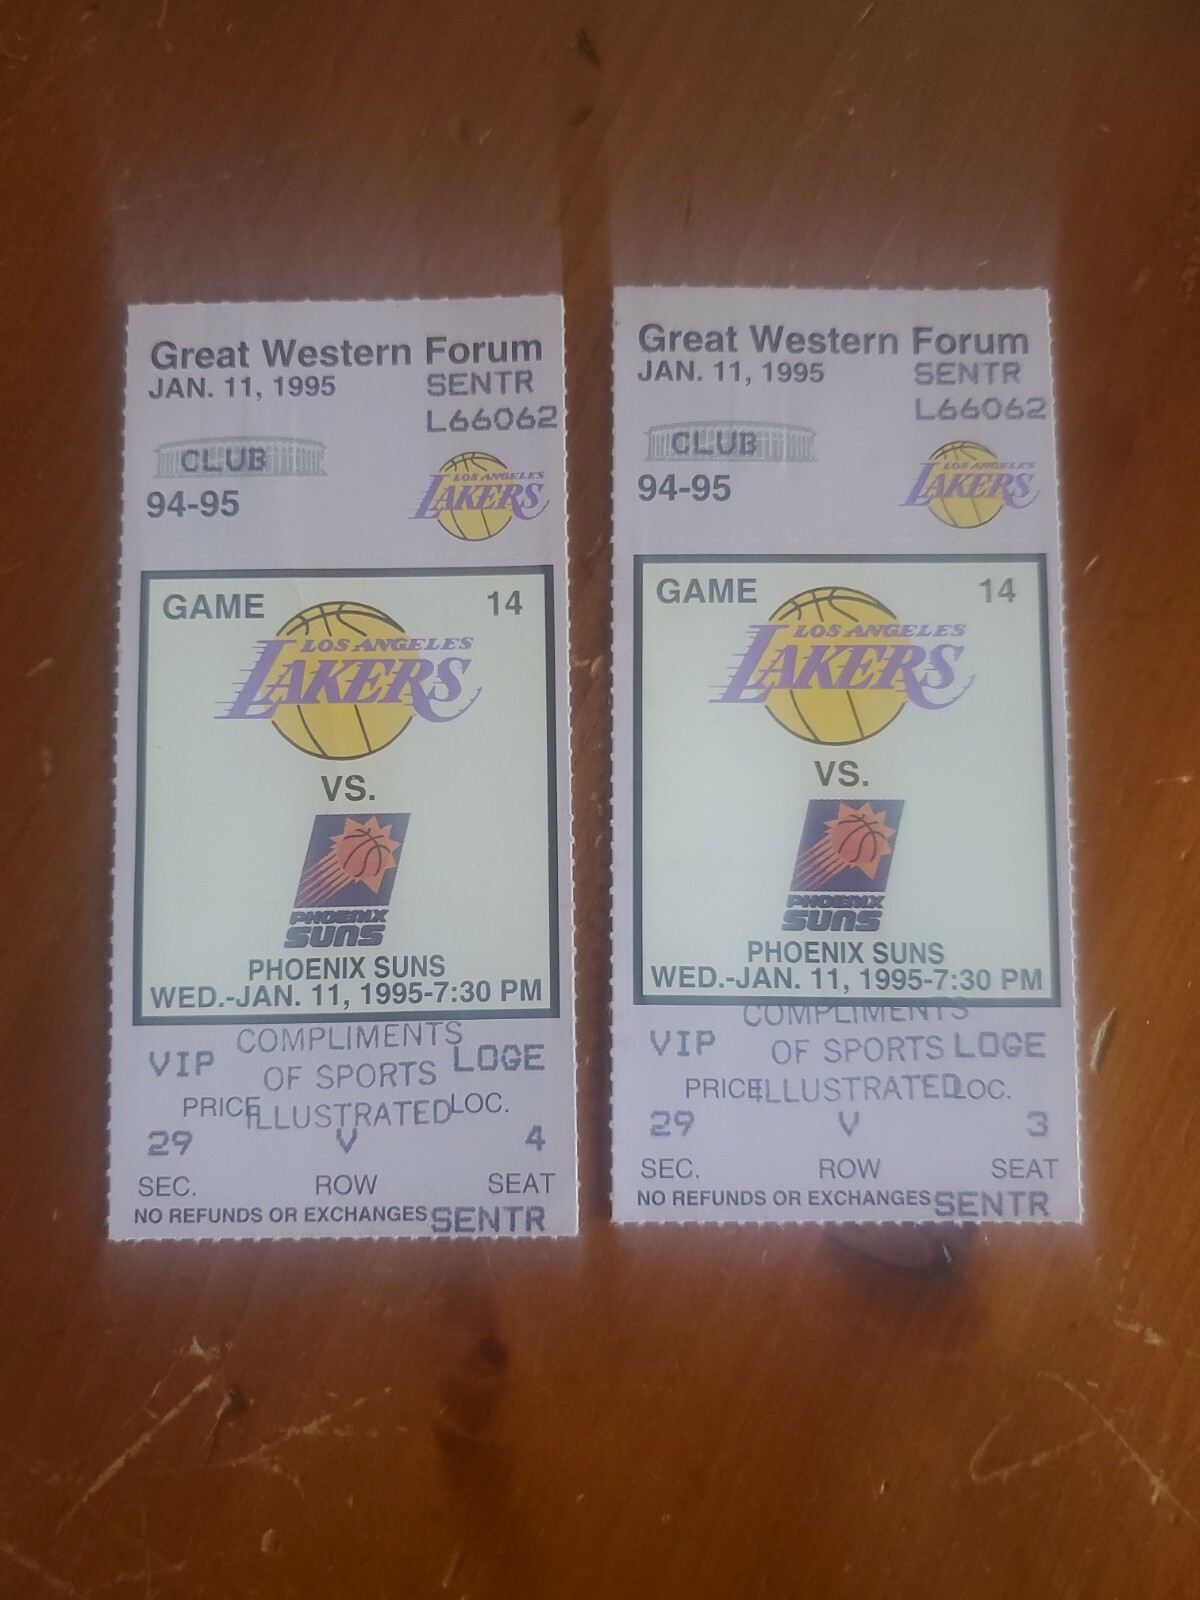 Great Western Forum
JAN. 11, 1995 SENTR
L66062
CLUB
94-95
LOS ANGELES
LAKERS
GAME 14
LOS ANGELES
LAKERS
VS.
PHOENIX
SUNS
PHOENIX SUNS
WED.-JAN. 11, 1995-7:30 PM
COMPLIMENTS
VIP OF SPORTS LOGE
PRICE ILLUSTRATED LOC.
29 V 4
SEC. ROW SEAT
NO REFUNDS OR EXCHANGES SENTR
Great Western Forum
JAN. 11, 1995 SENTR
L66062
CLUB
94-95
LOS ANGELES
LAKERS
GAME 14
LOS ANGELES
LAKERS
VS.
PHOENIX
SUNS
PHOENIX SUNS
WED.-JAN. 11, 1995-7:30 PM
COMPLIMENTS
VIP OF SPORTS LOGE
PRICE ILLUSTRATED LOC.
29 V 3
SEC. ROW SEAT
NO REFUNDS OR EXCHANGES SENTR